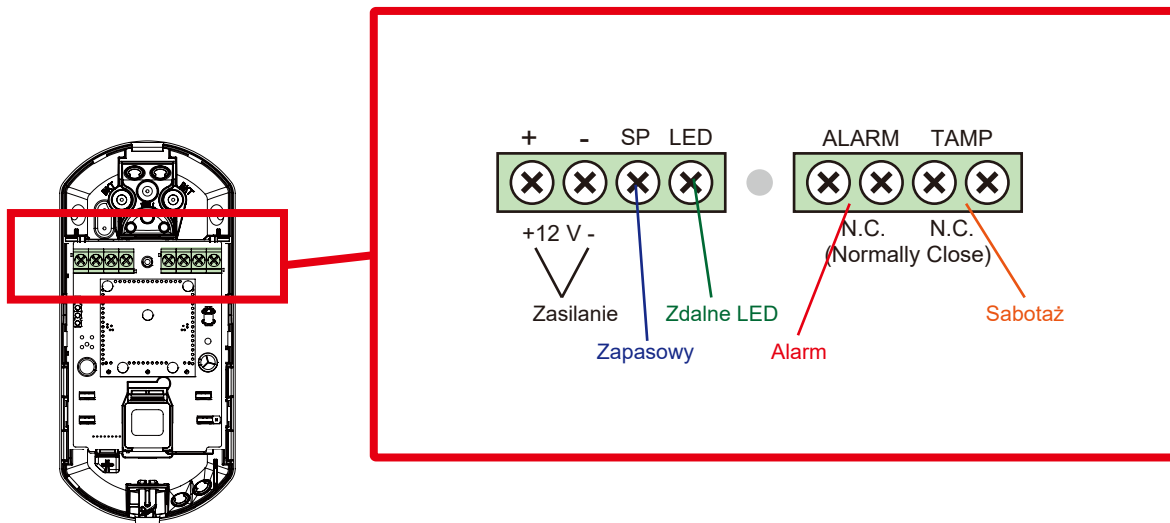 + - SP LED ALARM TAMP
+12 V - N.C. N.C.
(Normally Close)
Zasilanie Zdalne LED Sabotaż
Zapasowy Alarm